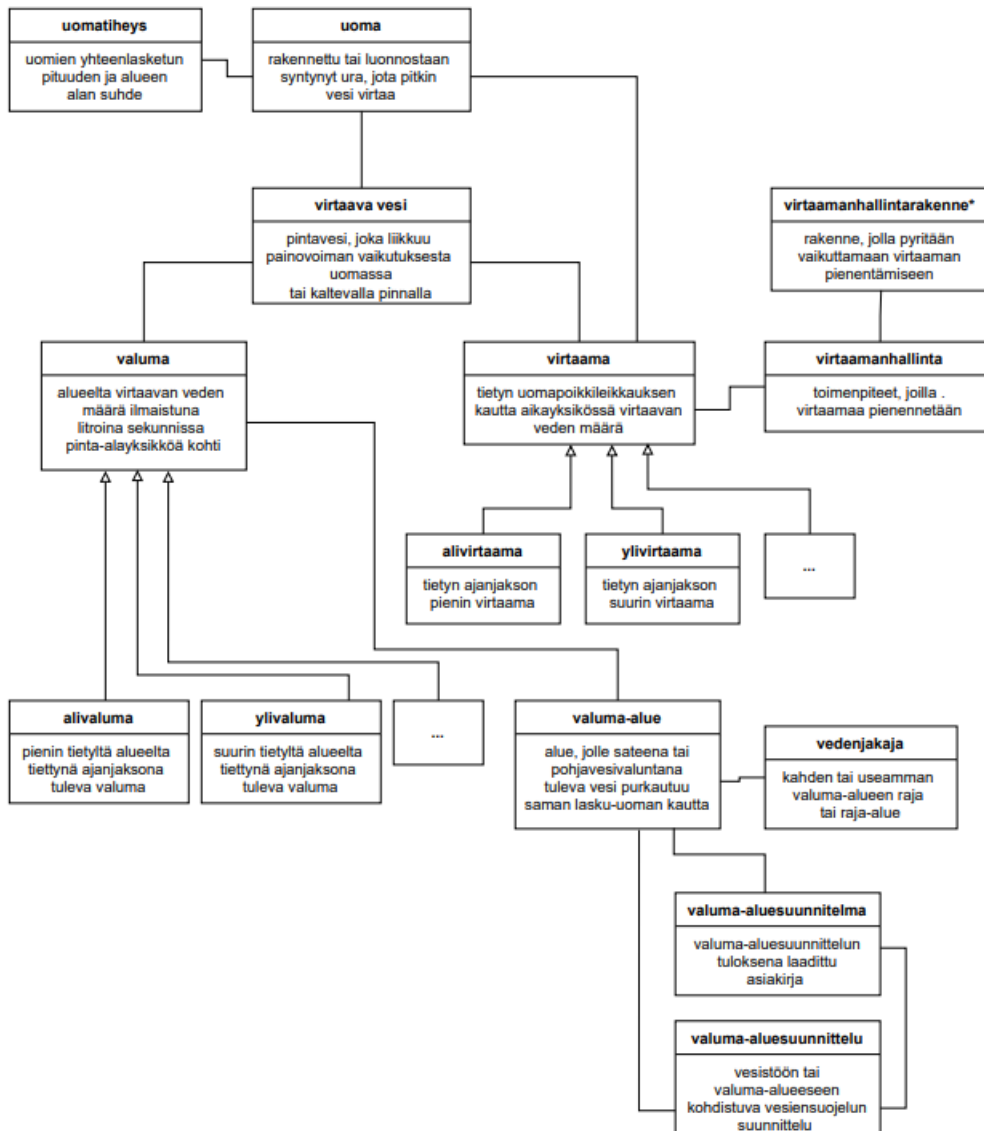 uomatiheys
uomien yhteenlasketun
pituuden ja alueen
alan suhde
uoma
rakennettu tai luonnostaan
syntynyt ura, jota pitkin
vesi virtaa
virtaava vesi
pintavesi, joka liikkuu
painovoiman vaikutuksesta
uomassa
tai kaltevalla pinnalla
virtaamanhallintarakenne*
rakenne, jolla pyritään
vaikuttamaan virtaaman
pienentämiseen
valuma
alueelta virtaavan veden
määrä ilmaistuna
litroina sekunnissa
pinta-alayksikköä kohti
virtaama
tietyn uomapoikkileikkauksen
kautta aikayksikössä virtaavan
veden määrä
virtaamanhallinta
toimenpiteet, joilla .
virtaamaa pienennetään
alivirtaama
tietyn ajanjakson
pienin virtaama
ylivirtaama
tietyn ajanjakson
suurin virtaama
...
alivaluma
pienin tietyltä alueelta
tiettynä ajanjaksona
tuleva valuma
ylivaluma
suurin tietyltä alueelta
tiettynä ajanjaksona
tuleva valuma
...
valuma-alue
alue, jolle sateena tai
pohjavesivaluntana
tuleva vesi purkautuu
saman lasku-uoman kautta
vedenjakaja
kahden tai useamman
valuma-alueen raja
tai raja-alue
valuma-aluesuunnitelma
valuma-aluesuunnittelun
tuloksena laadittu
asiakirja
valuma-aluesuunnittelu
vesistöön tai
valuma-alueeseen
kohdistuva vesiensuojelun
suunnittelu